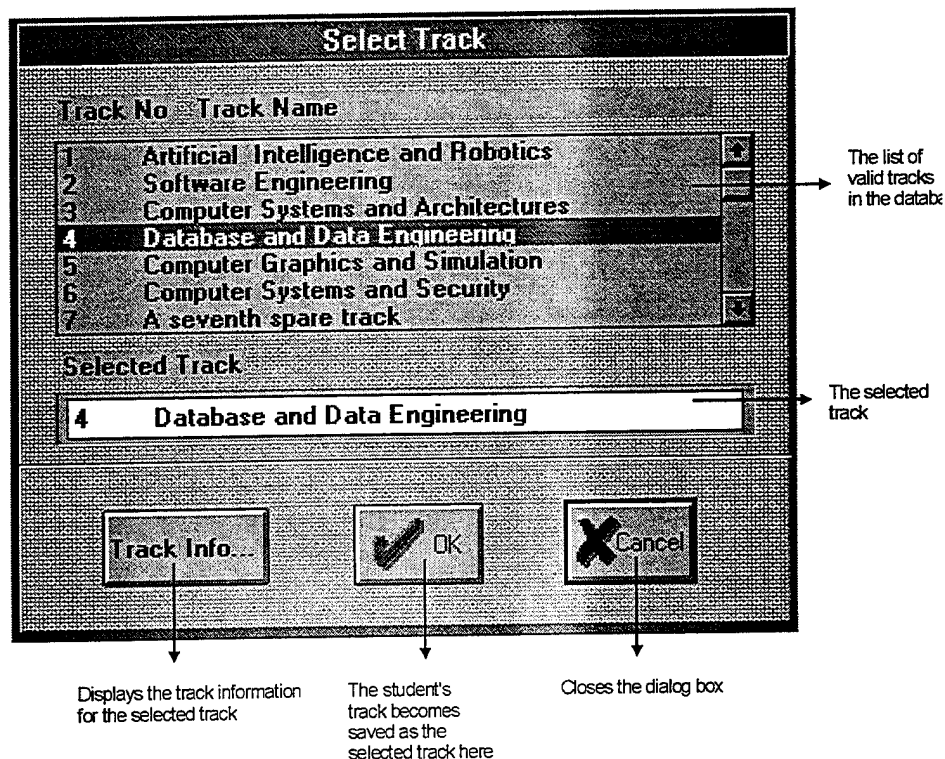 Select Track
Track No Track Name
1 Artificial Intelligence and Robotics
2 Software Engineering
3 Computer Systems and Architectures
4 Database and Data Engineering
5 Computer Graphics and Simulation
6 Computer Systems and Security
7 A seventh spare track
The list of
valid tracks
in the databa
Selected Track
4 Database and Data Engineering
The selected
track
Track Info...
OK
Cancel
Displays the track information
for the selected track
The student's
track becomes
saved as the
selected track here
Closes the dialog box